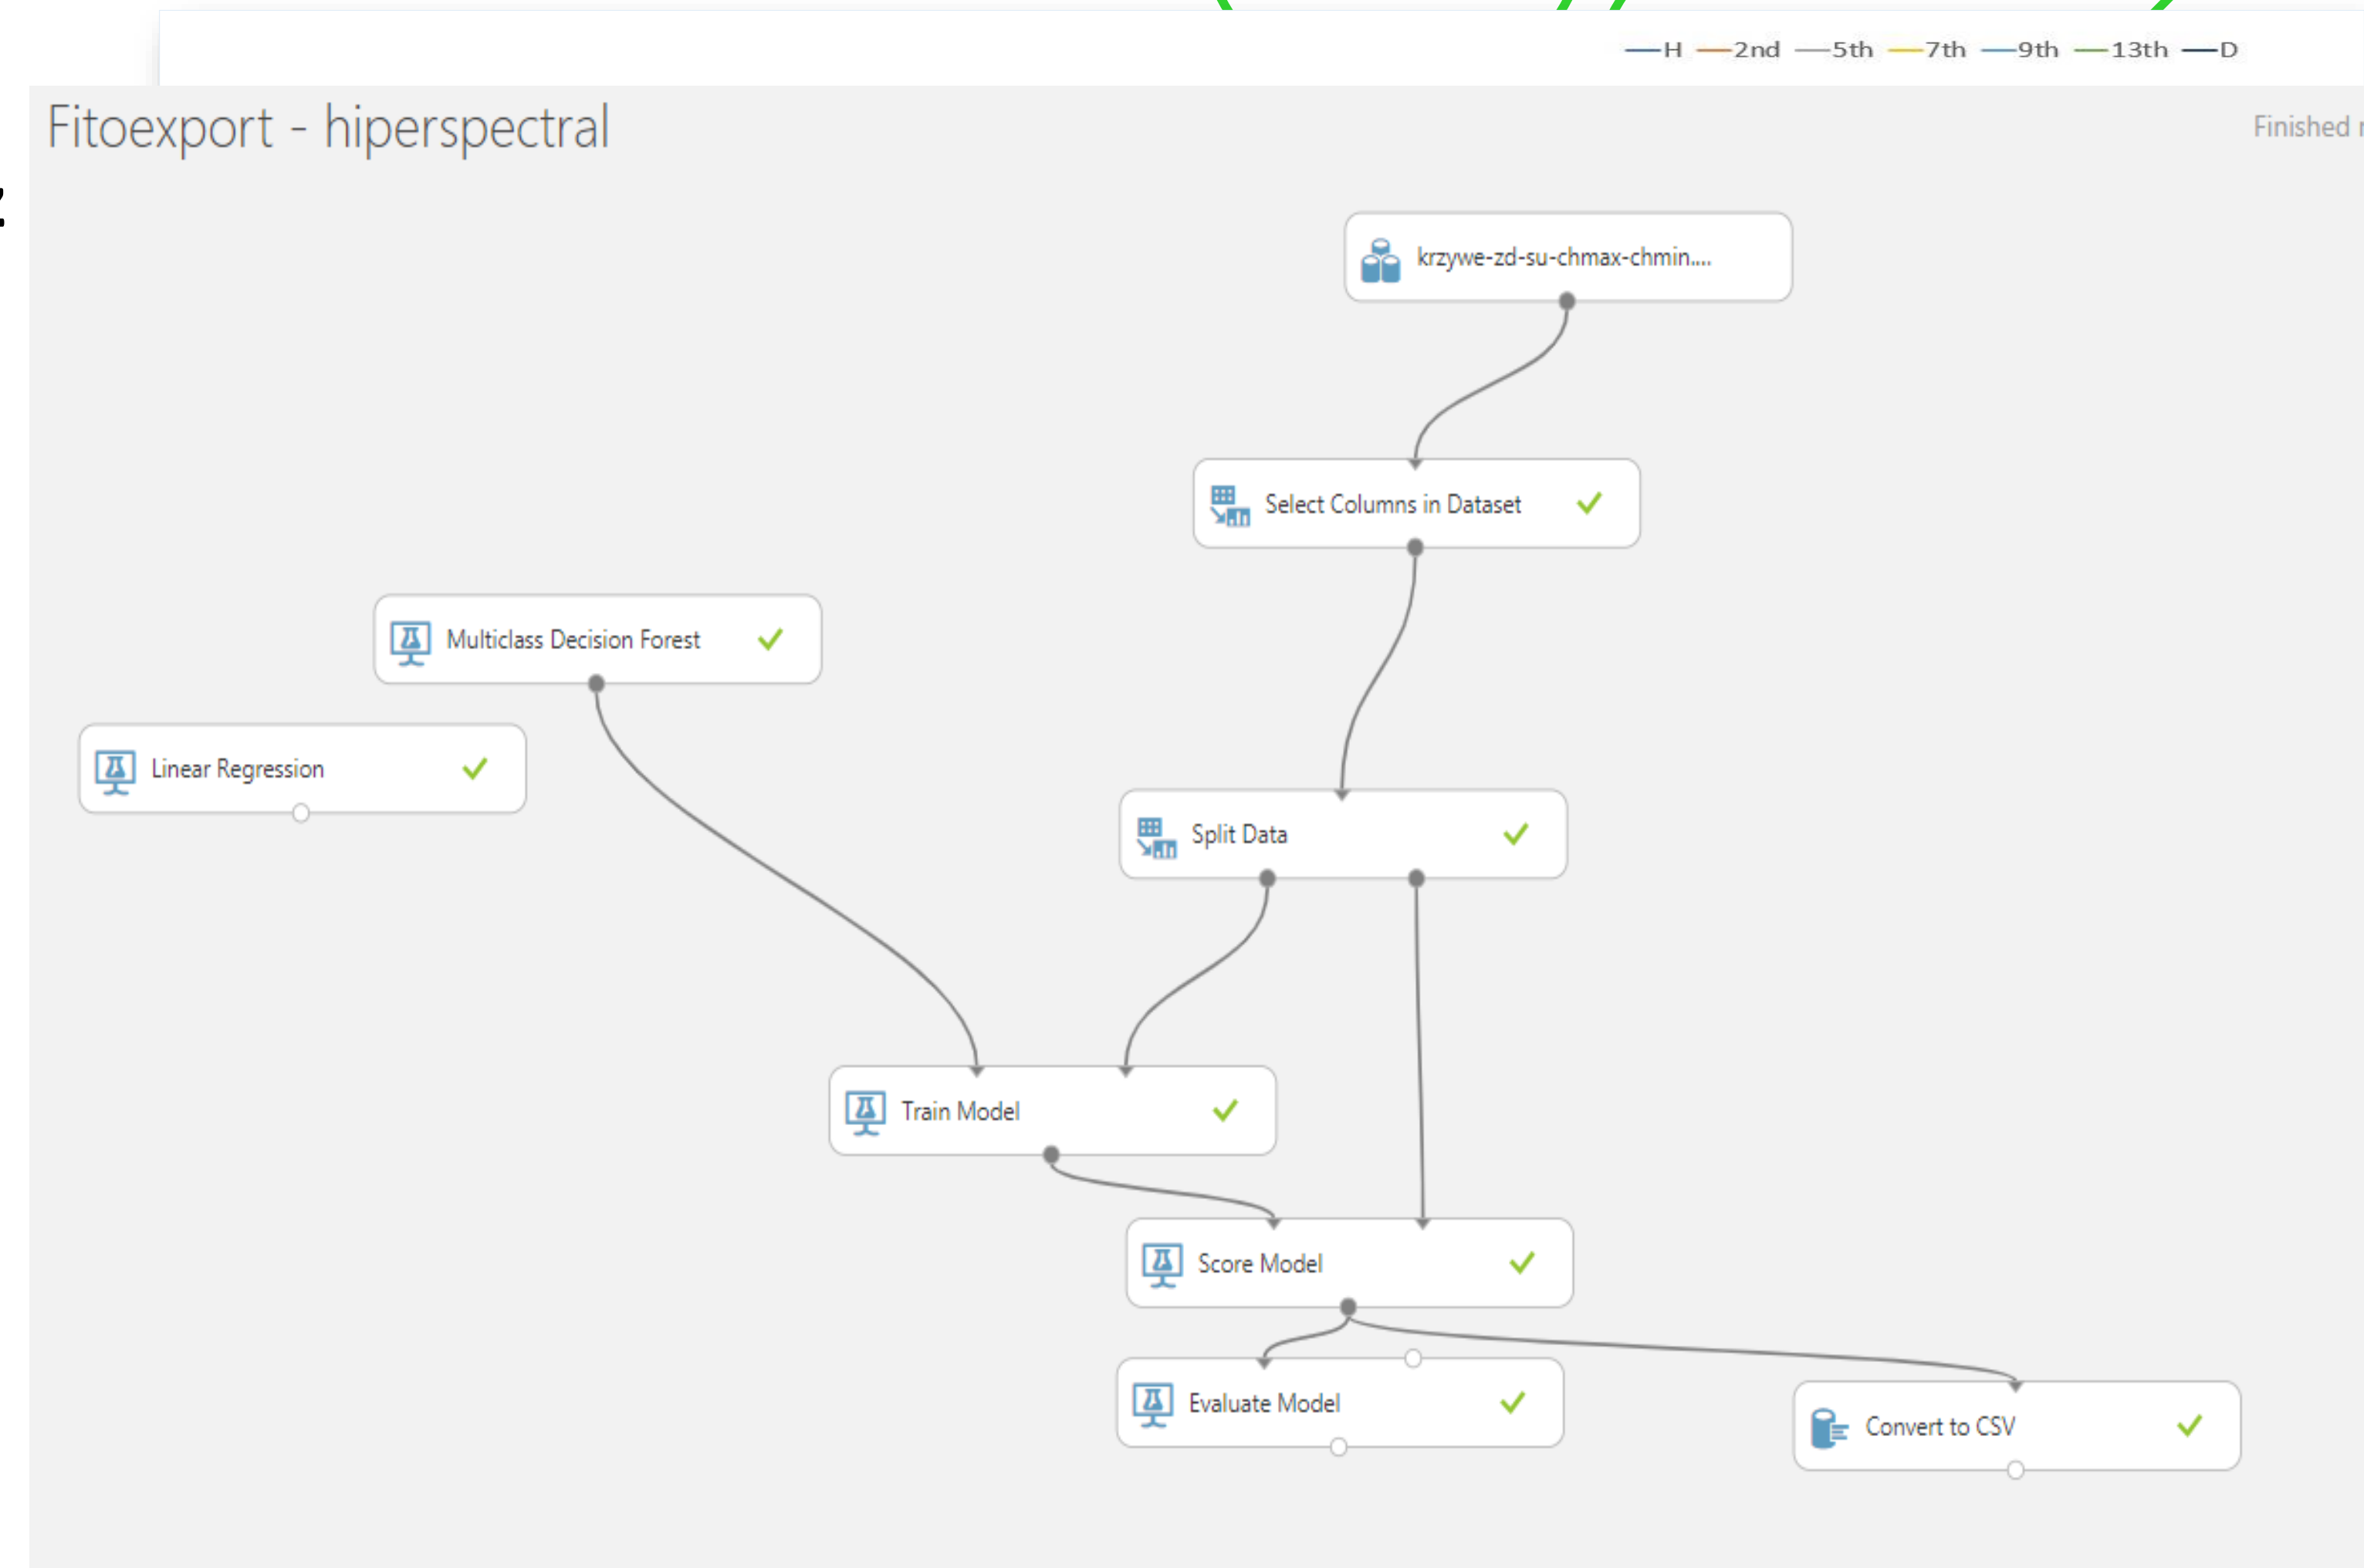 H 2nd 5th 7th 9th 13th D
Fitoexport - hiperspectral
Finished
krzywe-zd-su-chmax-chmin....
Select Columns in Dataset
Multiclass Decision Forest
Linear Regression
Split Data
Train Model
Score Model
Evaluate Model
Convert to CSV